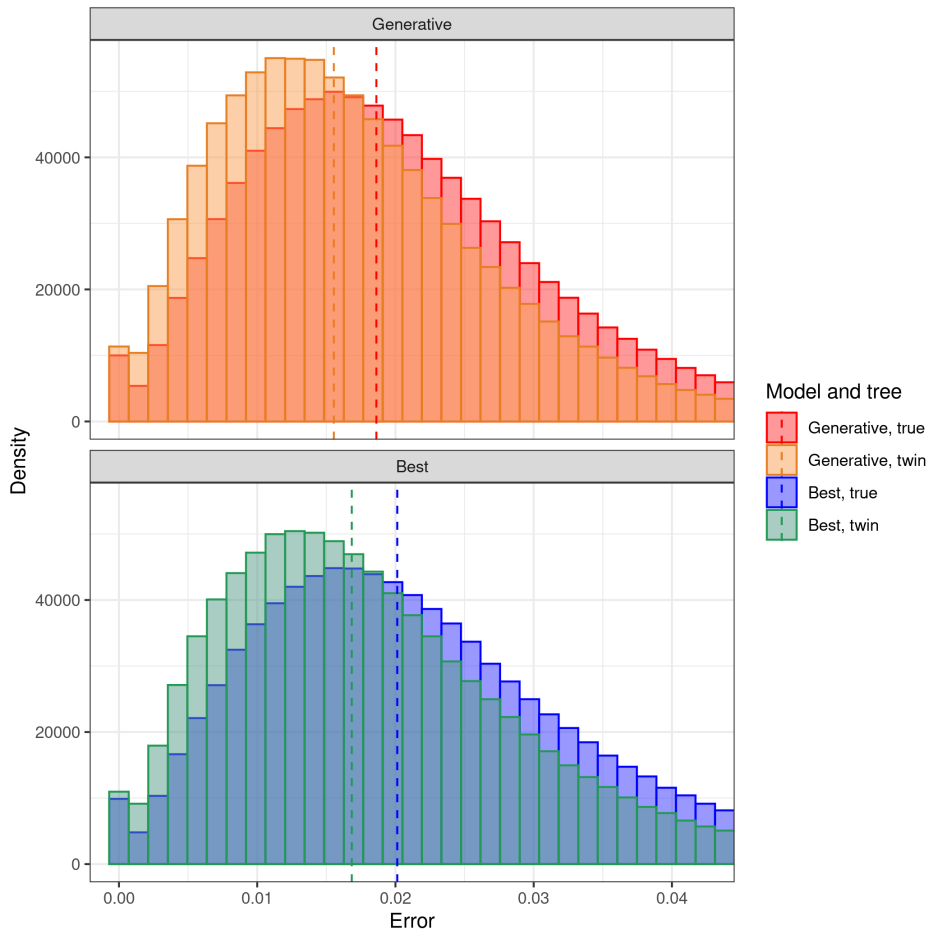 Generative
40000
20000
0
Best
40000
20000
0
0.00 0.01 0.02 0.03 0.04
Error
Density
Model and tree
Generative, true
Generative, twin
Best, true
Best, twin